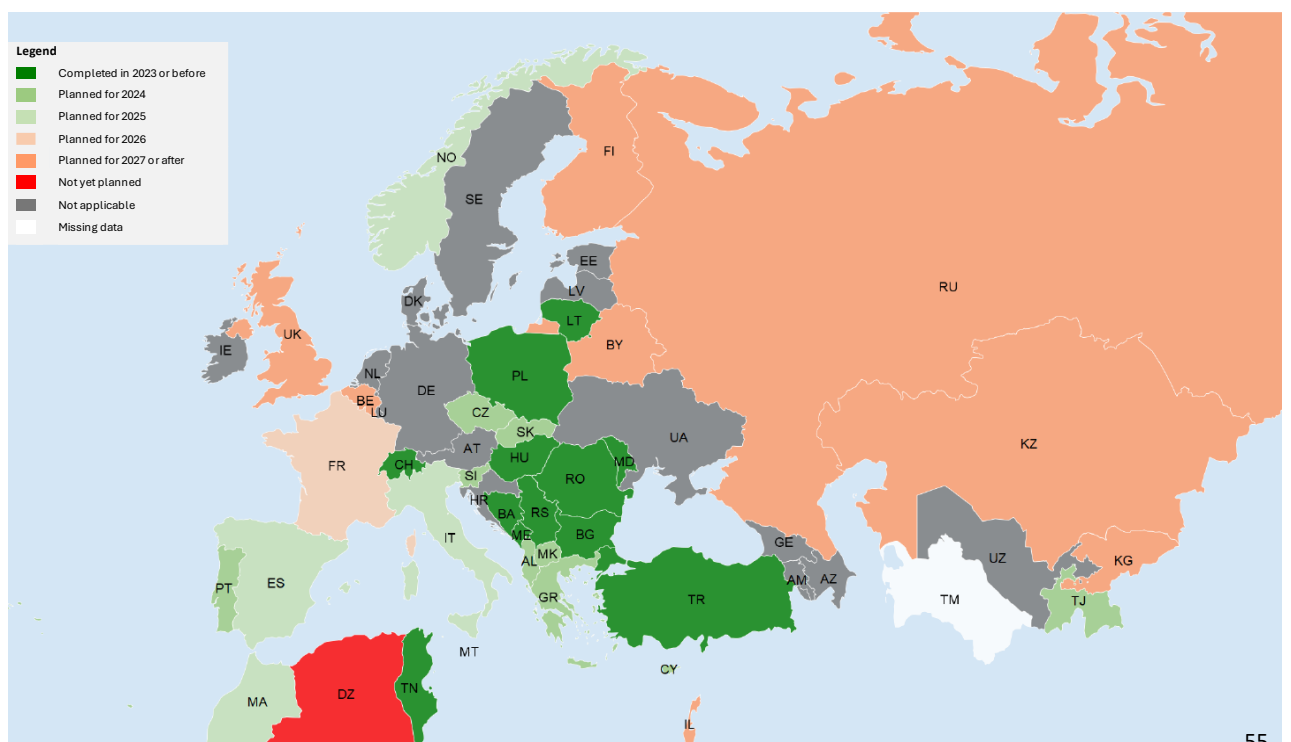 Legend
Completed in 2023 or before
Planned for 2024
Planned for 2025
Planned for 2026
Planned for 2027 or after
Not yet planned
Not applicable
Missing data
NO
FI
SE
EE
RU
LV
DK
LT
UK
BY
IE
NL
PL
DE
BE
LU
CZ
SK
UA
KZ
AT
HU
MD
FR
CH
SI
RO
HR
BA
RS
ME
BG
IT
GE
UZ
KG
MK
AL
AM
AZ
ES
PT
GR
TR
TM
TJ
MT
CY
DZ
TN
MA
IL
55